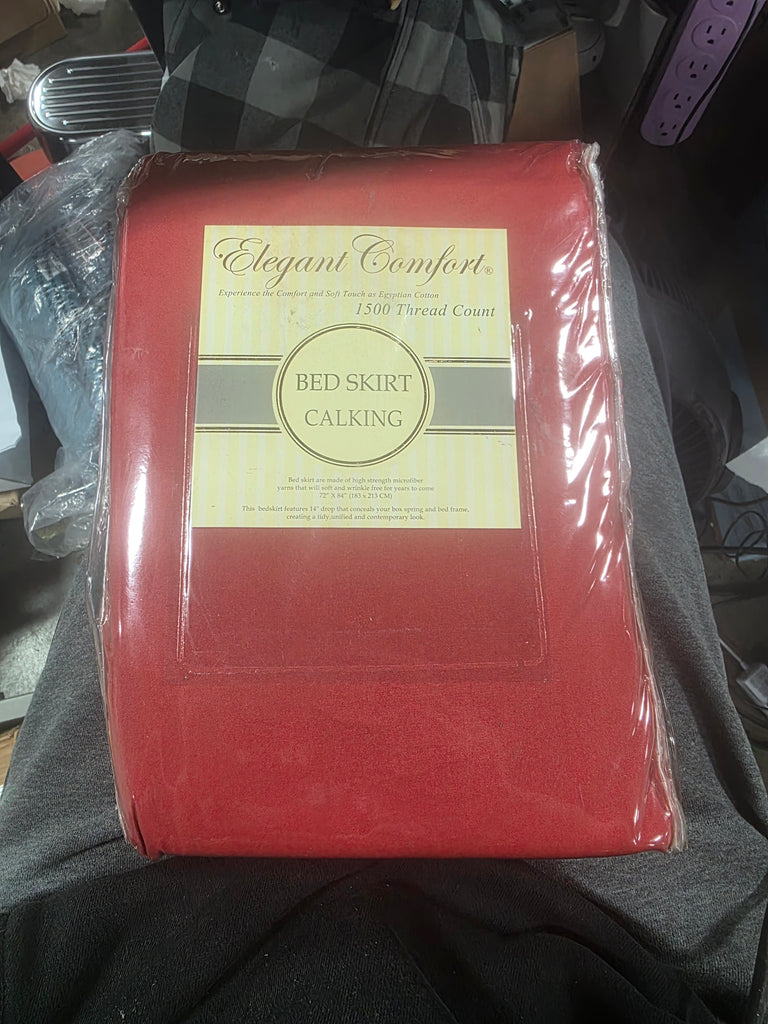 Elegant Comfort®
Experience the Comfort and Soft Touch as Egyptian Cotton
1500 Thread Count
BED SKIRT
CALKING
Bed skirt are made of high strength microfiber
yarns that will soft and wrinkle free for years to come
72" X 84" (183 x 213 CM)
This bedskirt features 14" drop that conceals your box spring and bed frame,
creating a tidy,unified and contemporary look.